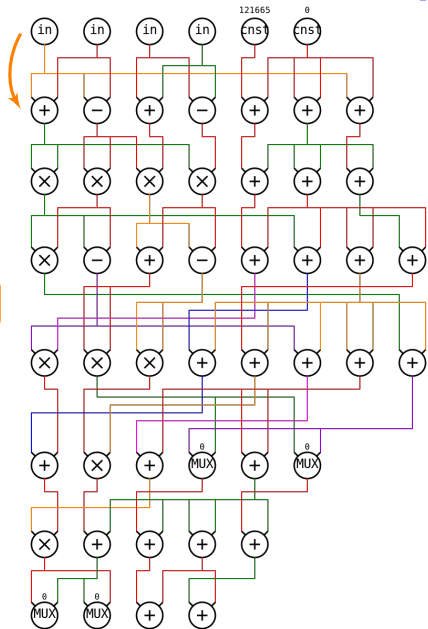 121665 0
in in in in cnst cnst
+ − + − + + +
× × × × + + +
× − + − + + +
× × × + + + + +
0 0
+ × + MUX + MUX
× + + + +
0 0
MUX MUX + +